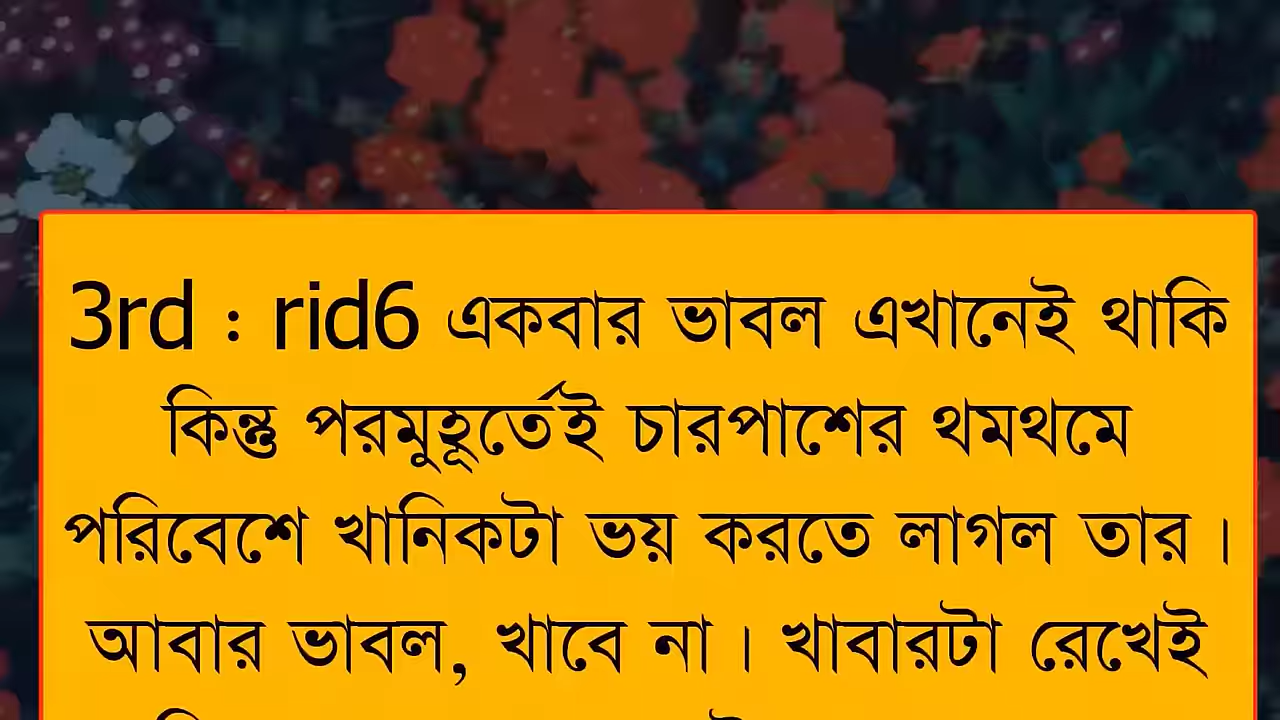 3rd : rid6 একবার ভাবল এখানেই থাকি
কিন্তু পরমুহূর্তেই চারপাশের থমথমে
পরিবেশে খানিকটা ভয় করতে লাগল তার ।
আবার ভাবল, খাবে না । খাবারটা রেখেই